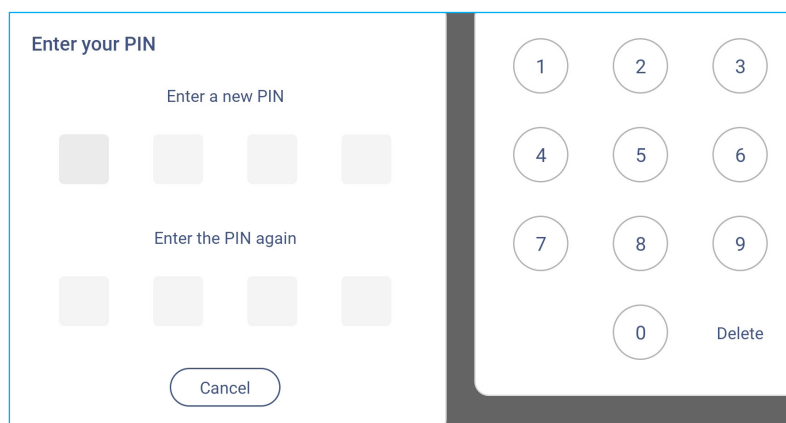 Enter your PIN
Enter a new PIN
Enter the PIN again
Cancel
1 2 3
4 5 6
7 8 9
0 Delete